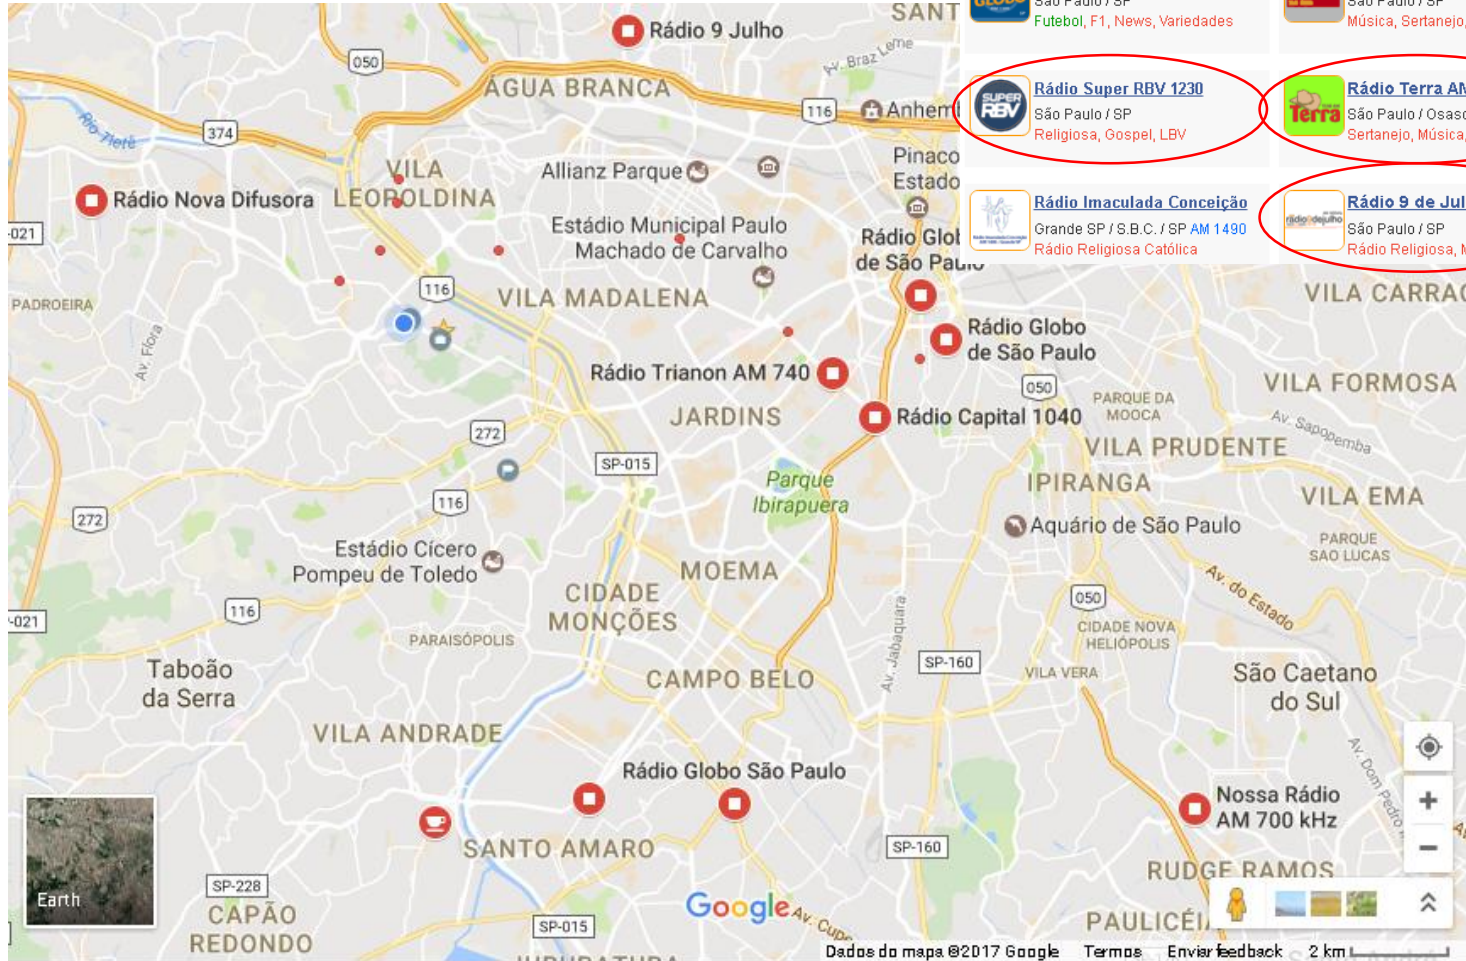 São Paulo / SP
Futebol, F1, News, Variedades
São Paulo / SP
Música, Sertanejo,
SANT
Rádio 9 Julho
Av. Braz Leme
050
ÁGUA BRANCA
116
Anhem
SUPER
RBV
Rádio Super RBV 1230
São Paulo / SP
Religiosa, Gospel, LBV
Terra
Rádio Terra AM
São Paulo / Osasc
Sertanejo, Música,
Rio Tietê
374
VILA
LEOPOLDINA
Allianz Parque
Pinaco
Estado
Rádio Nova Difusora
-021
Estádio Municipal Paulo
Machado de Carvalho
Rádio Glob
de São Paulo
Rádio Imaculada Conceição
Grande SP / S.B.C. / SP AM 1490
Rádio Religiosa Católica
rádio9dejulho
Rádio 9 de Jul
São Paulo / SP
Rádio Religiosa, M
PADROEIRA
116
VILA MADALENA
VILA CARRAO
Av. Flora
Rádio Globo
de São Paulo
Rádio Trianon AM 740
050
PARQUE DA
MOOCA
VILA FORMOSA
JARDINS
Rádio Capital 1040
Av. Sapopemba
272
VILA PRUDENTE
SP-015
Parque
Ibirapuera
IPIRANGA
VILA EMA
116
272
Aquário de São Paulo
PARQUE
SAO LUCAS
Estádio Cícero
Pompeu de Toledo
MOEMA
Av. do Estado
CIDADE
MONÇÕES
116
050
-021
Av. Jabaquara
CIDADE NOVA
HELIÓPOLIS
PARAISÓPOLIS
Taboão
da Serra
SP-160
VILA VERA
São Caetano
do Sul
CAMPO BELO
VILA ANDRADE
Av. Dom Pedro
Rádio Globo São Paulo
Nossa Rádio
AM 700 kHz
SANTO AMARO
SP-160
RUDGE RAMOS
Earth
SP-228
CAPÃO
REDONDO
Google
Av. Cupe
SP-015
PAULICÉI
Dados do mapa ©2017 Google Termos Enviar feedback 2 km